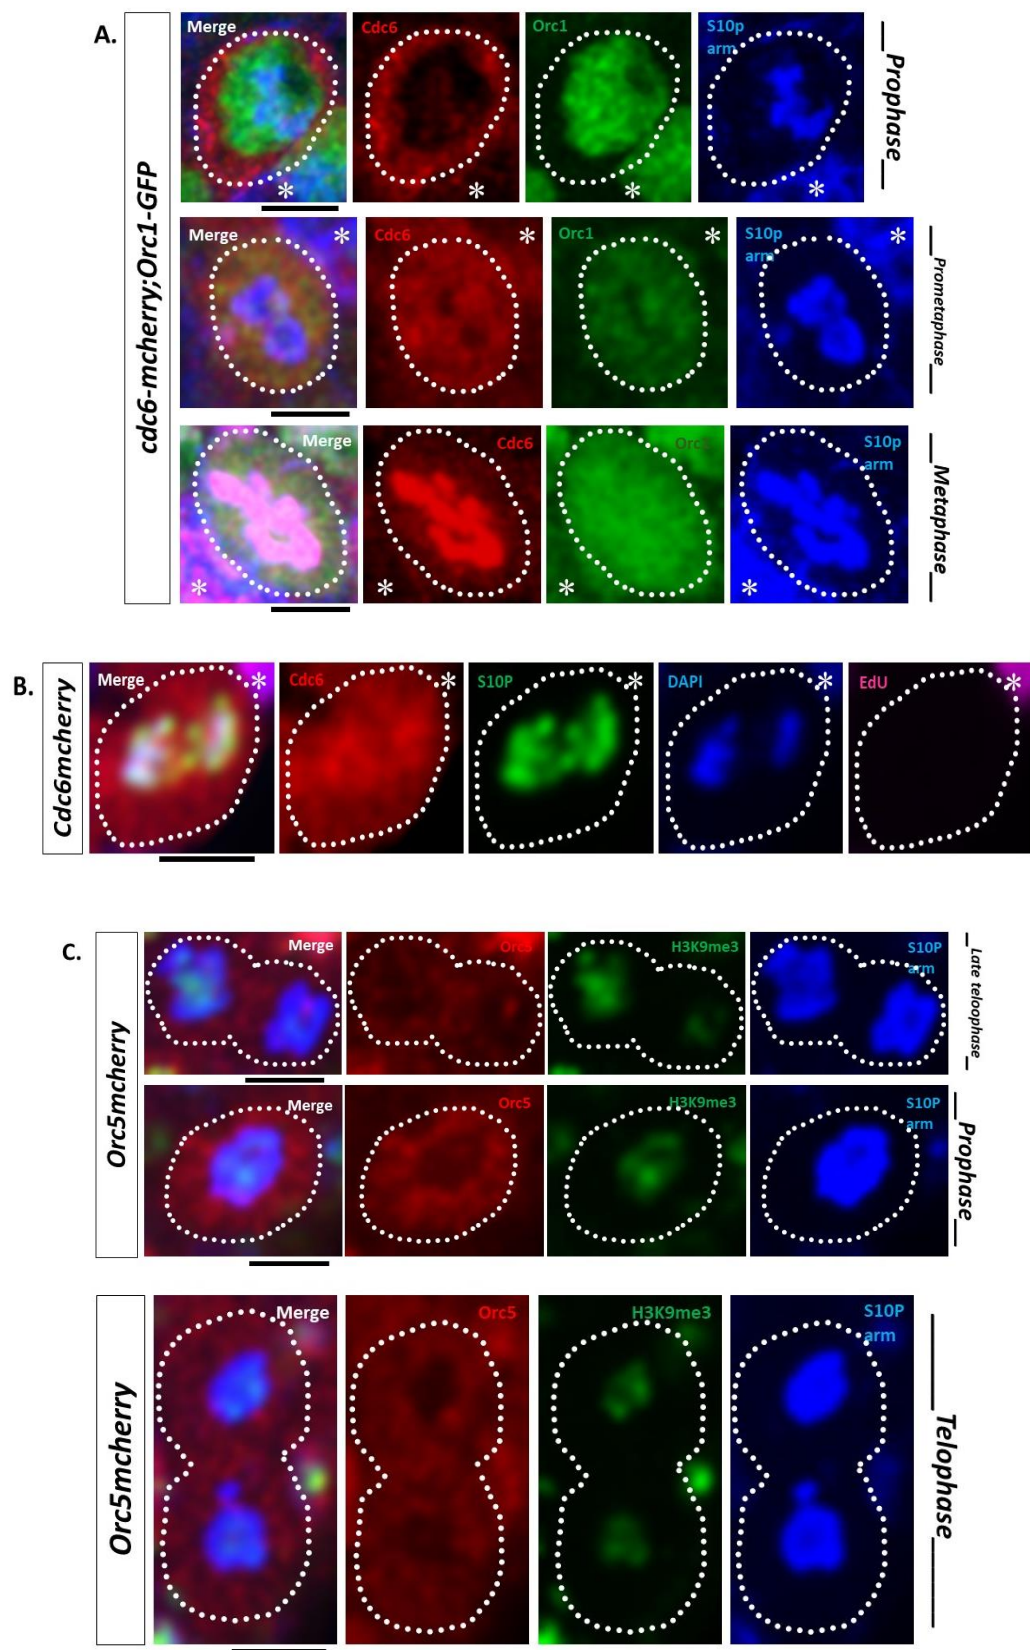 A.
cdc6-mcherry;Orc1-GFP
Merge
Cdc6
Orc1
S10p
arm
Prophase
*
*
*
*
Merge
Cdc6
Orc1
S10p
arm
Prometaphase
*
*
*
*
Merge
Cdc6
Orc1
S10p
arm
Metaphase
*
*
*
*
B.
Cdc6mcherry
Merge
Cdc6
S10P
DAPI
EdU
*
*
*
*
*
C.
Orc5mcherry
Merge
Orc5
H3K9me3
S10P
arm
Late teloophase
Merge
Orc5
H3K9me3
S10P
arm
Prophase
Orc5mcherry
Merge
Orc5
H3K9me3
S10P
arm
Telophase